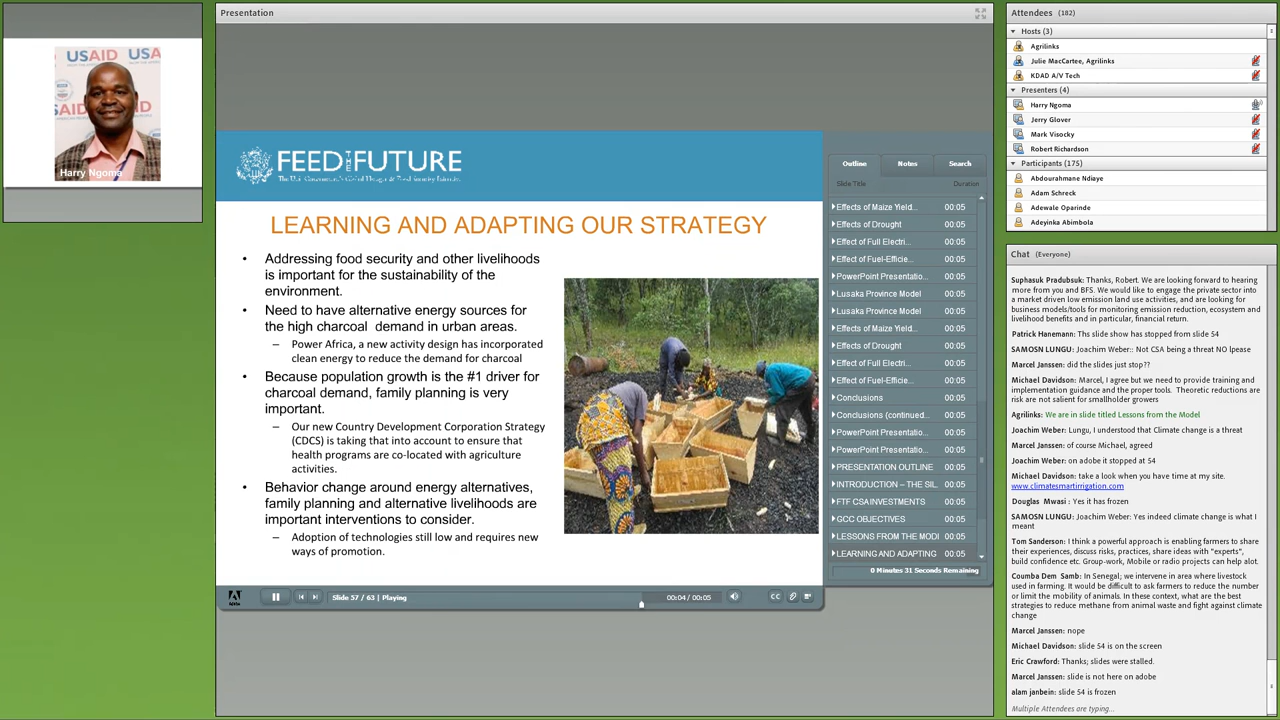 USAID
USA
USAID
USAID
Harry Ngoma
Presentation
FEED THE FUTURE
The U.S. Government's Global Hunger & Food Security Initiative
LEARNING AND ADAPTING OUR STRATEGY
• Addressing food security and other livelihoods
is important for the sustainability of the
environment.
• Need to have alternative energy sources for
the high charcoal demand in urban areas.
– Power Africa, a new activity design has incorporated
clean energy to reduce the demand for charcoal
• Because population growth is the #1 driver for
charcoal demand, family planning is very
important.
– Our new Country Development Corporation Strategy
(CDCS) is taking that into account to ensure that
health programs are co-located with agriculture
activities.
• Behavior change around energy alternatives,
family planning and alternative livelihoods are
important interventions to consider.
– Adoption of technologies still low and requires new
ways of promotion.
Adobe
Slide 57 / 63 | Playing
00:04 / 00:05
CC
Outline Notes Search
Slide Title Duration
Effects of Maize Yield... 00:05
Effects of Drought 00:05
Effect of Full Electri... 00:05
Effect of Fuel-Efficie... 00:05
PowerPoint Presentatio... 00:05
Lusaka Province Model 00:05
Lusaka Province Model 00:05
Effects of Maize Yield... 00:05
Effects of Drought 00:05
Effect of Full Electri... 00:05
Effect of Fuel-Efficie... 00:05
Conclusions 00:05
Conclusions (continued... 00:05
PowerPoint Presentatio... 00:05
PowerPoint Presentatio... 00:05
PRESENTATION OUTLINE 00:05
INTRODUCTION – THE SIL 00:05
FTF CSA INVESTMENTS 00:05
GCC OBJECTIVES 00:05
LESSONS FROM THE MODI 00:05
LEARNING AND ADAPTING 00:05
0 Minutes 31 Seconds Remaining
Attendees (182)
Hosts (3)
Agrilinks
Julie MacCartee, Agrilinks
KDAD A/V Tech
Presenters (4)
Harry Ngoma
Jerry Glover
Mark Visocky
Robert Richardson
Participants (175)
Abdourahmane Ndiaye
Adam Schreck
Adewale Oparinde
Adeyinka Abimbola
Chat (Everyone)
Suphasuk Pradubsuk: Thanks, Robert. We are looking forward to hearing
more from you and BFS. We would like to engage the private sector into
a market driven low emission land use activities, and are looking for
business models/tools for monitoring emission reduction, ecosystem and
livelihood benefits and in particular, financial return.
Patrick Hanemann: Ths slide show has stopped from slide 54
SAMOSN LUNGU: Joachim Weber:: Not CSA being a threat NO lpease
Marcel Janssen: did the slides just stop??
Michael Davidson: Marcel, I agree but we need to provide training and
implementation guidance and the proper tools. Theoretic reductions are
risk are not salient for smallholder growers
Agrilinks: We are in slide titled Lessons from the Model
Joachim Weber: Lungu, I understood that Climate change is a threat
Marcel Janssen: of course Michael, agreed
Joachim Weber: on adobe it stopped at 54
Michael Davidson: take a look when you have time at my site.
www.climatesmartirrigation.com
Douglas Mwasi: Yes it has frozen
SAMOSN LUNGU: Joachim Weber: Yes indeed climate change is what I
meant
Tom Sanderson: I think a powerful approach is enabling farmers to share
their experiences, discuss risks, practices, share ideas with "experts",
build confidence etc. Group-work, Mobile or radio projects can help alot.
Coumba Dem Samb: In Senegal; we intervene in area where livestock
used in farming. It would be difficult to ask farmers to reduce the number
or limit the mobility of animals. In these context, what are the best
strategies to reduce methane from animal waste and fight against climate
change
Marcel Janssen: nope
Michael Davidson: slide 54 is on the screen
Eric Crawford: Thanks; slides were stalled.
Marcel Janssen: slide is not here on adobe
alam janbein: slide 54 is frozen
Multiple Attendees are typing...